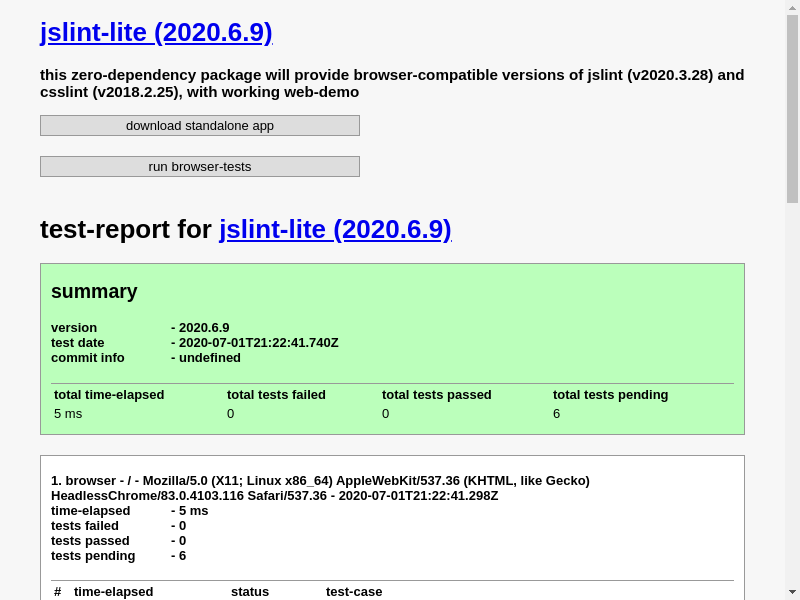 jslint-lite (2020.6.9)
this zero-dependency package will provide browser-compatible versions of jslint (v2020.3.28) and
csslint (v2018.2.25), with working web-demo
download standalone app
run browser-tests
test-report for jslint-lite (2020.6.9)
summary
version - 2020.6.9
test date - 2020-07-01T21:22:41.740Z
commit info - undefined
total time-elapsed total tests failed total tests passed total tests pending
5 ms 0 0 6
1. browser - / - Mozilla/5.0 (X11; Linux x86_64) AppleWebKit/537.36 (KHTML, like Gecko)
HeadlessChrome/83.0.4103.116 Safari/537.36 - 2020-07-01T21:22:41.298Z
time-elapsed - 5 ms
tests failed - 0
tests passed - 0
tests pending - 6
# time-elapsed status test-case